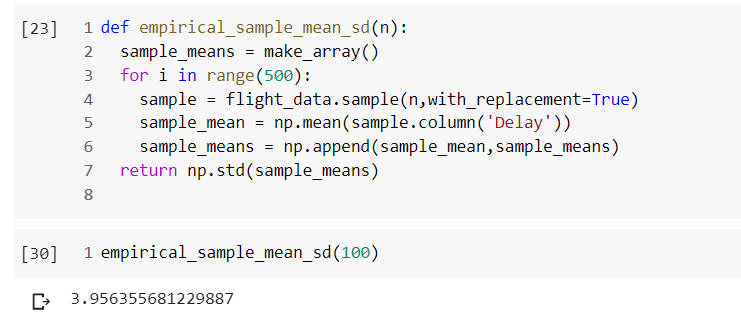 [23] 1 def empirical_sample_mean_sd(n):
2   sample_means = make_array()
3   for i in range(500):
4     sample = flight_data.sample(n,with_replacement=True)
5     sample_mean = np.mean(sample.column('Delay'))
6     sample_means = np.append(sample_mean,sample_means)
7   return np.std(sample_means)
8
[30] 1 empirical_sample_mean_sd(100)
3.956355681229887